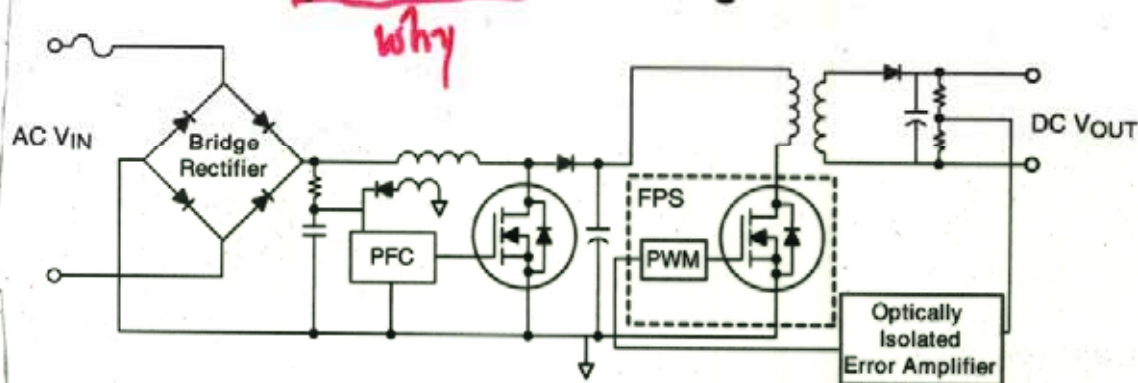 why
AC VIN
Bridge
Rectifier
PFC
FPS
PWM
DC VOUT
Optically
Isolated
Error Amplifier